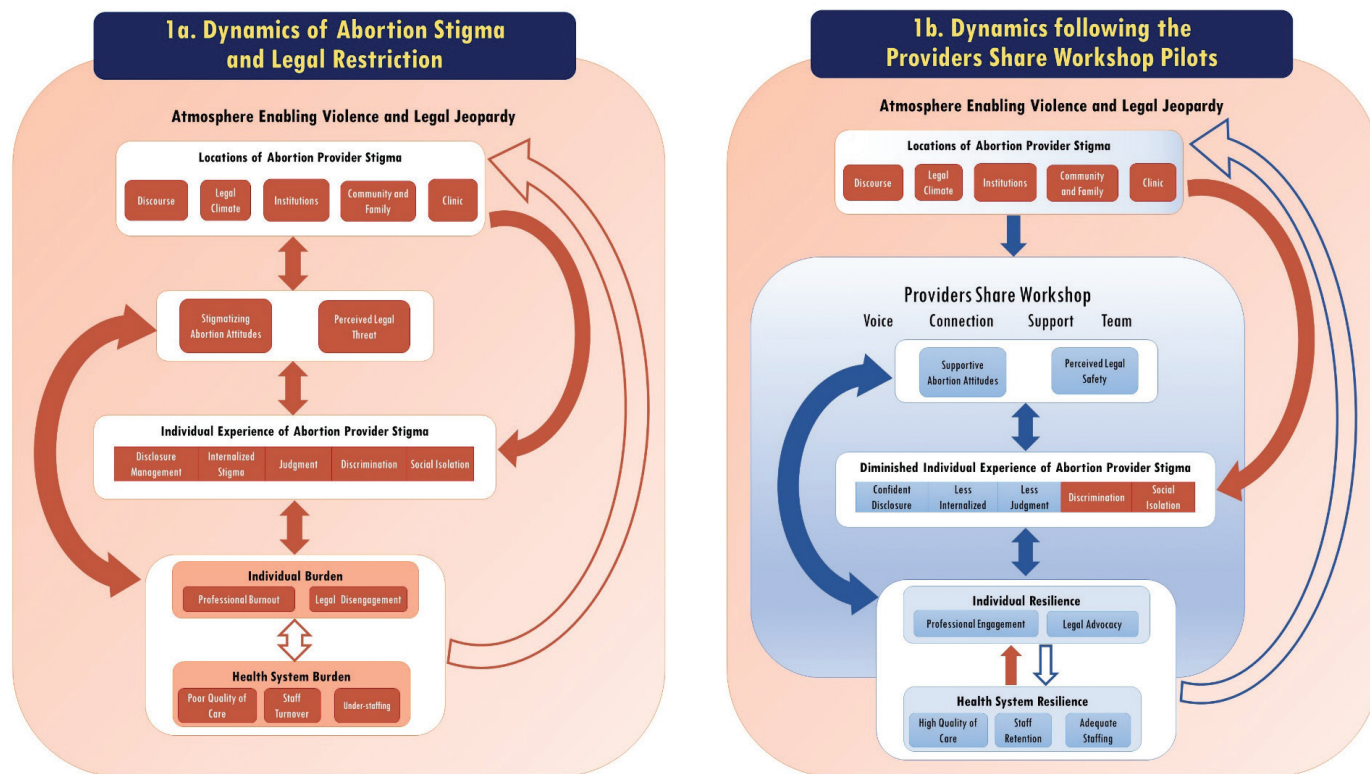 1a. Dynamics of Abortion Stigma
and Legal Restriction
Atmosphere Enabling Violence and Legal Jeopardy
Locations of Abortion Provider Stigma
Discourse
Legal
Climate
Institutions
Community and
Family
Clinic
Stigmatizing
Abortion Attitudes
Perceived Legal
Threat
Individual Experience of Abortion Provider Stigma
Disclosure
Management
Internalized
Stigma
Judgment
Discrimination
Social Isolation
Individual Burden
Professional Burnout
Legal Disengagement
Health System Burden
Poor Quality of
Care
Staff
Turnover
Under-staffing
1b. Dynamics following the
Providers Share Workshop Pilots
Atmosphere Enabling Violence and Legal Jeopardy
Locations of Abortion Provider Stigma
Discourse
Legal
Climate
Institutions
Community
and Family
Clinic
Providers Share Workshop
Voice Connection Support Team
Supportive
Abortion Attitudes
Perceived Legal
Safety
Diminished Individual Experience of Abortion Provider Stigma
Confident
Disclosure
Less
Internalized
Less
Judgment
Discrimination
Social
Isolation
Individual Resilience
Professional Engagement
Legal Advocacy
Health System Resilience
High Quality of
Care
Staff
Retention
Adequate
Staffing